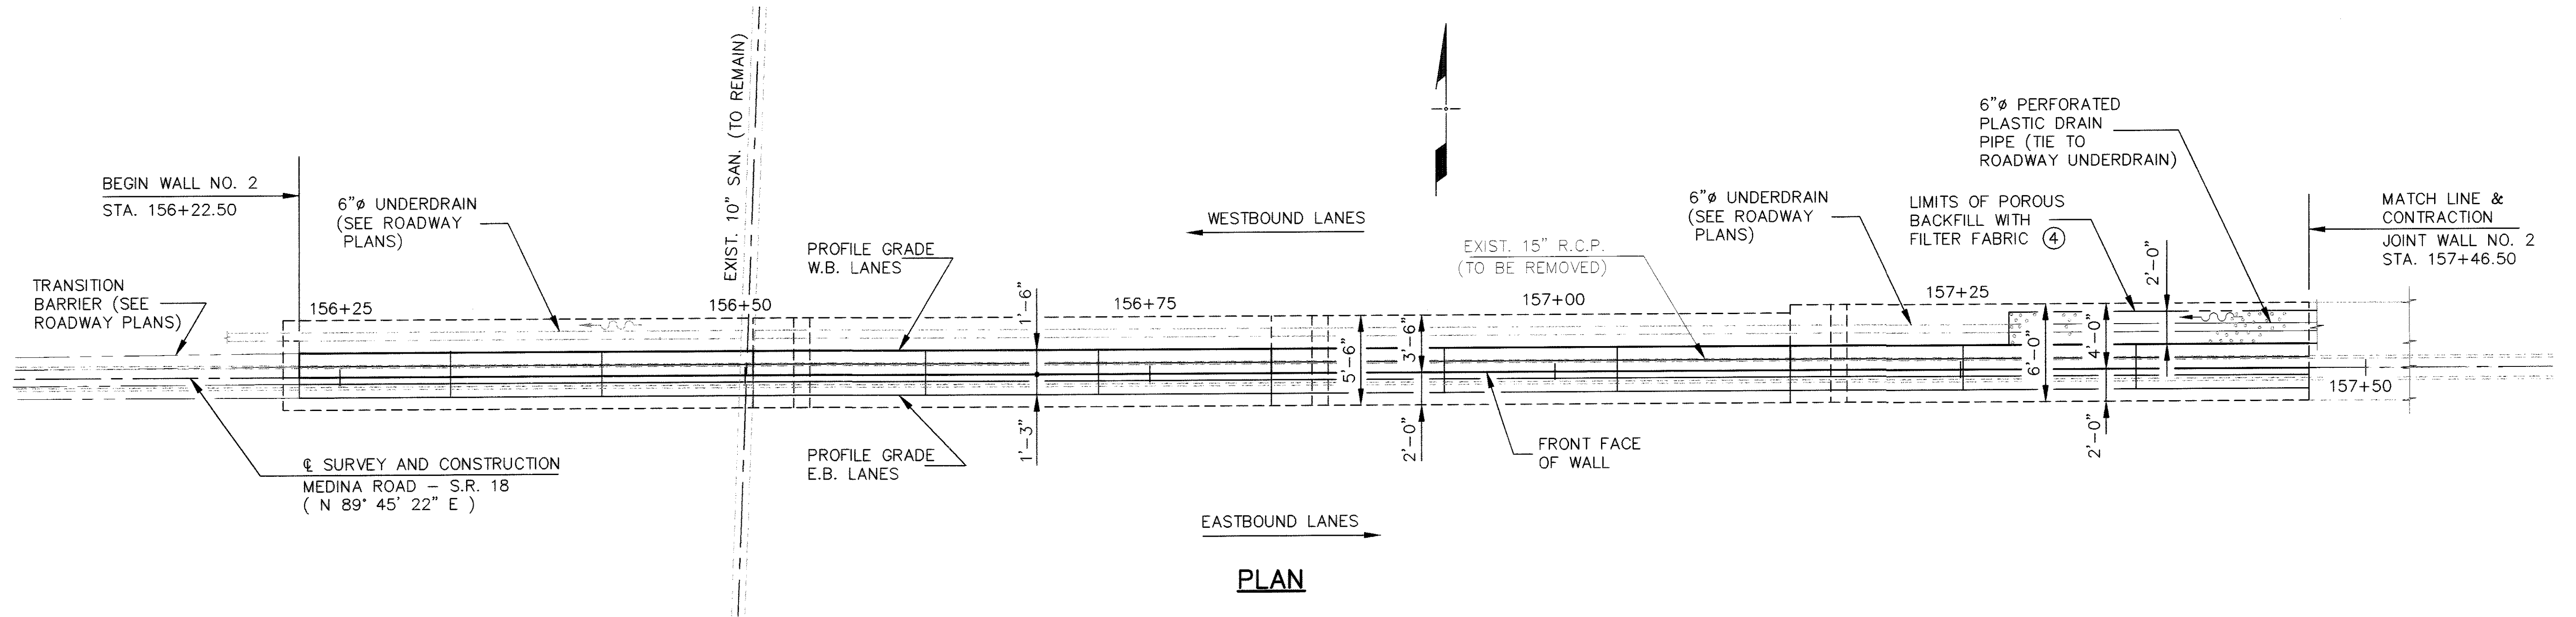 BEGIN WALL NO. 2
STA. 156+22.50
TRANSITION
BARRIER (SEE
ROADWAY PLANS)
6"ø UNDERDRAIN
(SEE ROADWAY
PLANS)
EXIST. 10" SAN. (TO REMAIN)
PROFILE GRADE
W.B. LANES
WESTBOUND LANES
EXIST. 15" R.C.P.
(TO BE REMOVED)
6"ø UNDERDRAIN
(SEE ROADWAY
PLANS)
LIMITS OF POROUS
BACKFILL WITH
FILTER FABRIC ④
6"ø PERFORATED
PLASTIC DRAIN
PIPE (TIE TO
ROADWAY UNDERDRAIN)
MATCH LINE &
CONTRACTION
JOINT WALL NO. 2
STA. 157+46.50
156+25
156+50
156+75
157+00
157+25
157+50
1'-6"
1'-3"
5'-6"
3'-6"
2'-0"
6'-0"
4'-0"
2'-0"
2'-0"
℄ SURVEY AND CONSTRUCTION
MEDINA ROAD – S.R. 18
( N 89° 45' 22" E )
PROFILE GRADE
E.B. LANES
FRONT FACE
OF WALL
EASTBOUND LANES
PLAN